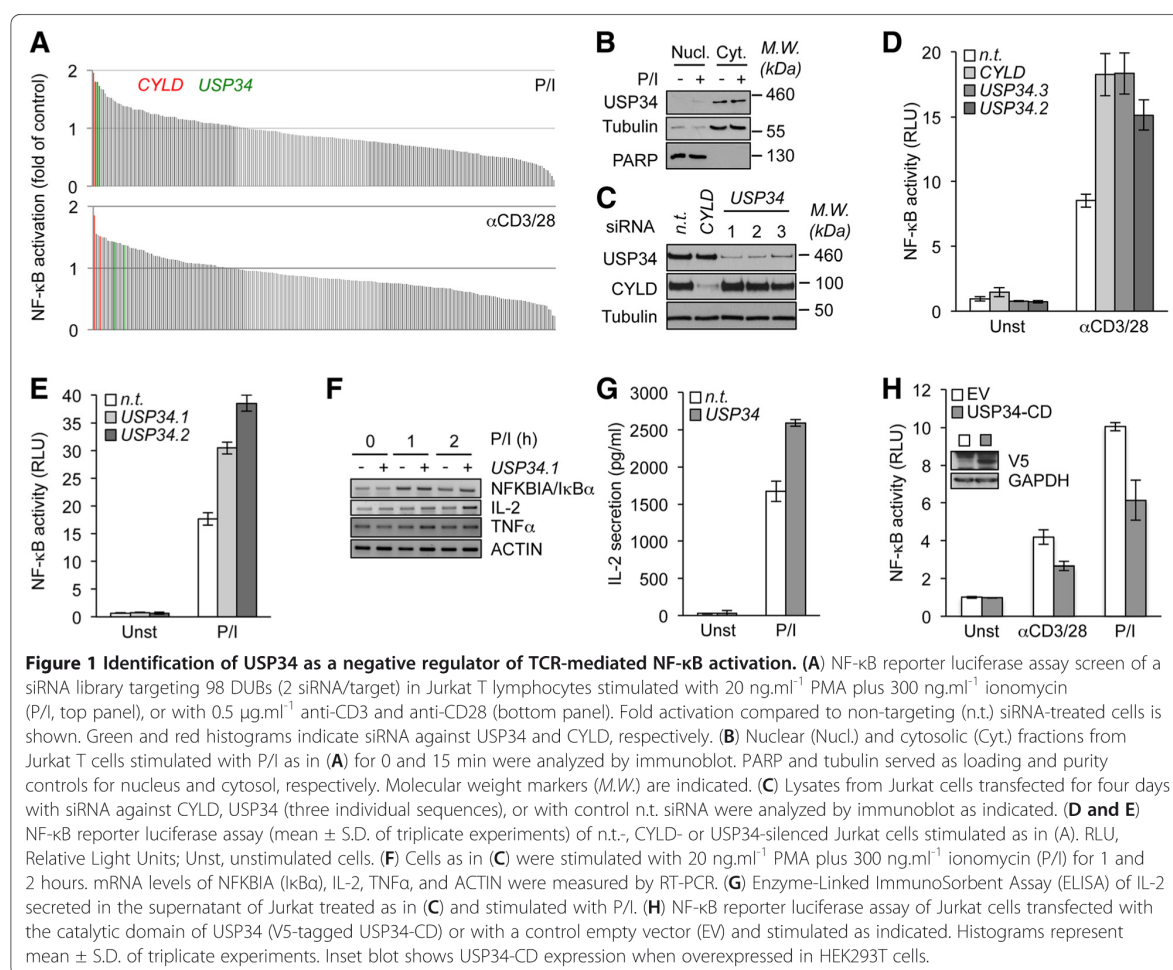 A
NF-κB activation (fold of control)
2
CYLD USP34
P/I
1
0
2
αCD3/28
1
0
B
Nucl. Cyt. M.W.
(kDa)
P/I - + - +
USP34 460
Tubulin 55
PARP 130
C
siRNA n.t. CYLD USP34 M.W.
(kDa)
1 2 3
USP34 460
CYLD 100
Tubulin 50
D
NF-κB activity (RLU)
20
15
10
5
0
n.t.
CYLD
USP34.3
USP34.2
Unst αCD3/28
E
NF-κB activity (RLU)
40
35
30
25
20
15
10
5
0
n.t.
USP34.1
USP34.2
Unst P/I
F
0 1 2 P/I (h)
- + - + - + USP34.1
NFKBIA/IκBα
IL-2
TNFα
ACTIN
G
IL-2 secretion (pg/ml)
3000
2500
2000
1500
1000
500
0
n.t.
USP34
Unst P/I
H
NF-κB activity (RLU)
12
10
8
6
4
2
0
EV
USP34-CD
V5
GAPDH
Unst αCD3/28 P/I
Figure 1 Identification of USP34 as a negative regulator of TCR-mediated NF-κB activation. (A) NF-κB reporter luciferase assay screen of a
siRNA library targeting 98 DUBs (2 siRNA/target) in Jurkat T lymphocytes stimulated with 20 ng.ml⁻¹ PMA plus 300 ng.ml⁻¹ ionomycin
(P/I, top panel), or with 0.5 μg.ml⁻¹ anti-CD3 and anti-CD28 (bottom panel). Fold activation compared to non-targeting (n.t.) siRNA-treated cells is
shown. Green and red histograms indicate siRNA against USP34 and CYLD, respectively. (B) Nuclear (Nucl.) and cytosolic (Cyt.) fractions from
Jurkat T cells stimulated with P/I as in (A) for 0 and 15 min were analyzed by immunoblot. PARP and tubulin served as loading and purity
controls for nucleus and cytosol, respectively. Molecular weight markers (M.W.) are indicated. (C) Lysates from Jurkat cells transfected for four days
with siRNA against CYLD, USP34 (three individual sequences), or with control n.t. siRNA were analyzed by immunoblot as indicated. (D and E)
NF-κB reporter luciferase assay (mean ± S.D. of triplicate experiments) of n.t.-, CYLD- or USP34-silenced Jurkat cells stimulated as in (A). RLU,
Relative Light Units; Unst, unstimulated cells. (F) Cells as in (C) were stimulated with 20 ng.ml⁻¹ PMA plus 300 ng.ml⁻¹ ionomycin (P/I) for 1 and
2 hours. mRNA levels of NFKBIA (IκBα), IL-2, TNFα, and ACTIN were measured by RT-PCR. (G) Enzyme-Linked ImmunoSorbent Assay (ELISA) of IL-2
secreted in the supernatant of Jurkat treated as in (C) and stimulated with P/I. (H) NF-κB reporter luciferase assay of Jurkat cells transfected with
the catalytic domain of USP34 (V5-tagged USP34-CD) or with a control empty vector (EV) and stimulated as indicated. Histograms represent
mean ± S.D. of triplicate experiments. Inset blot shows USP34-CD expression when overexpressed in HEK293T cells.